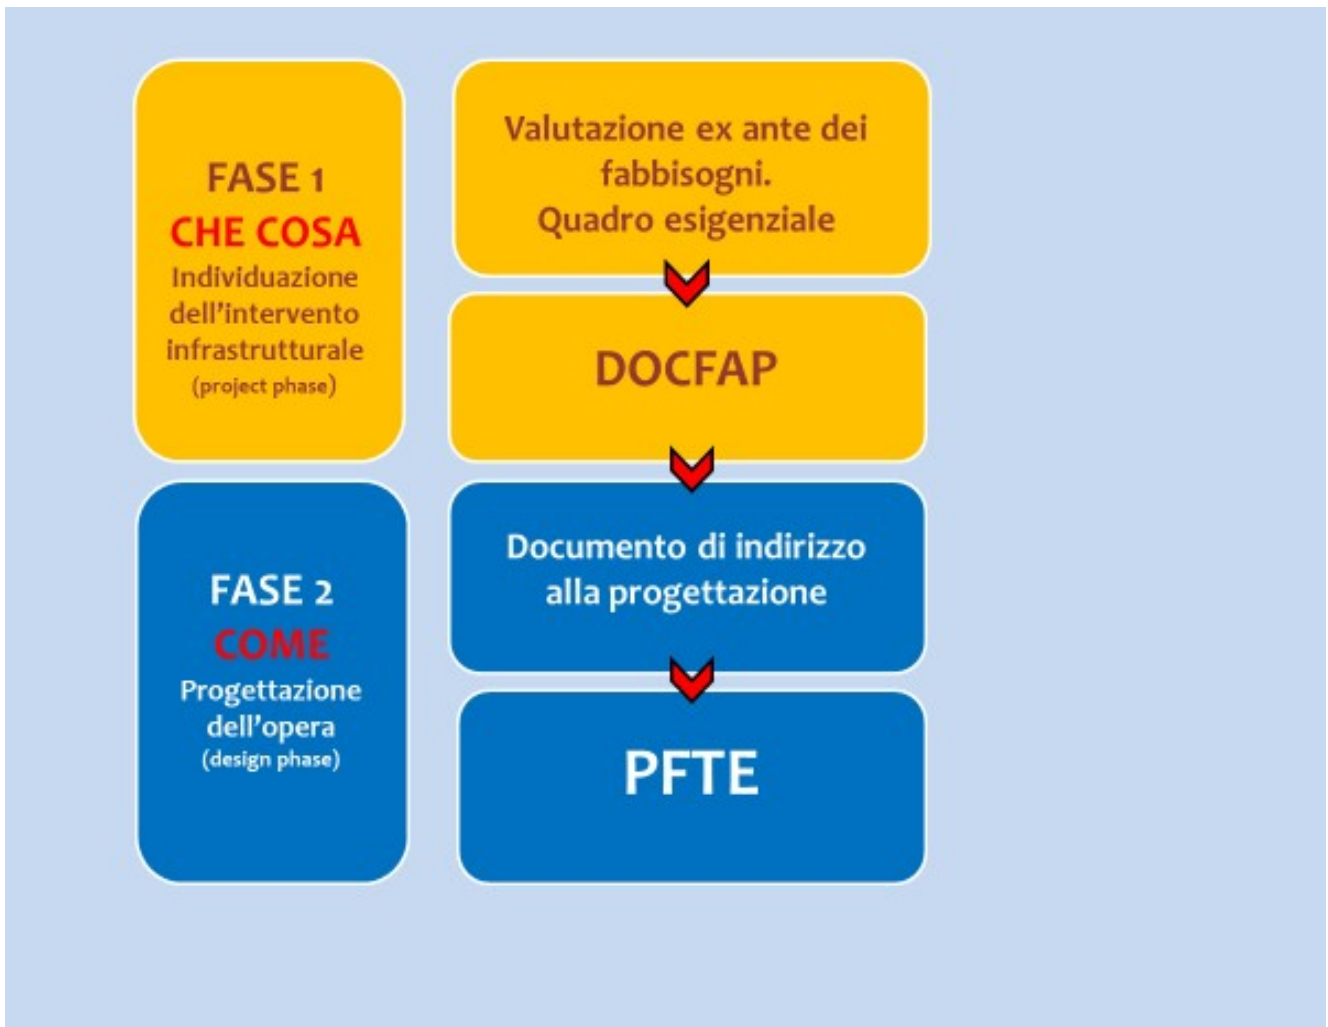 FASE 1
CHE COSA
Individuazione
dell’intervento
infrastrutturale
(project phase)
Valutazione ex ante dei
fabbisogni.
Quadro esigenziale
DOCFAP
FASE 2
COME
Progettazione
dell’opera
(design phase)
Documento di indirizzo
alla progettazione
PFTE